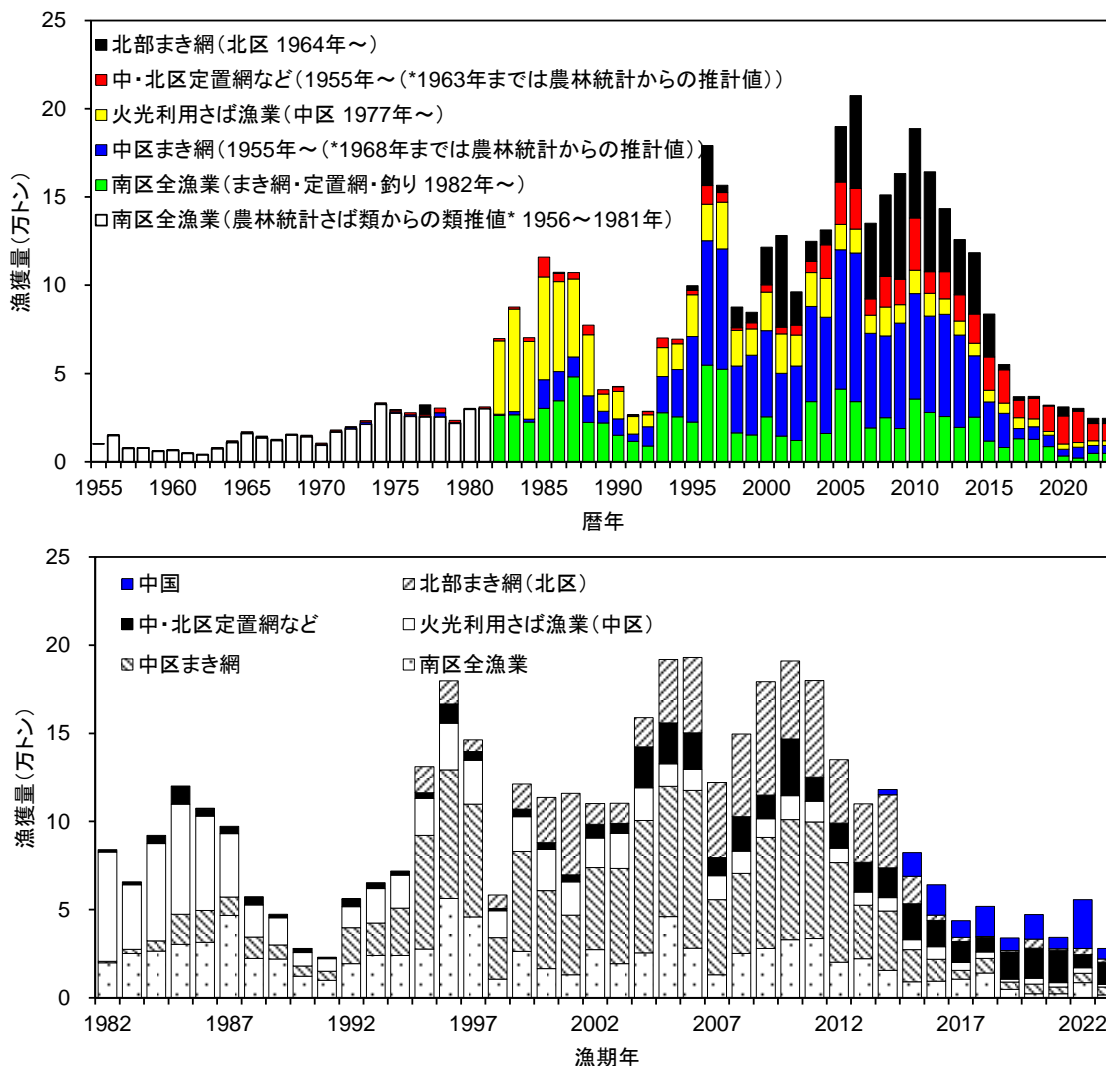 25
20
15
10
5
0
漁獲量(万トン)
北部まき網(北区 1964年～)
中・北区定置網など(1955年～(*1963年までは農林統計からの推計値))
火光利用さば漁業(中区 1977年～)
中区まき網(1955年～(*1968年までは農林統計からの推計値))
南区全漁業(まき網・定置網・釣り 1982年～)
南区全漁業(農林統計さば類からの類推値* 1956～1981年)
1955 1960 1965 1970 1975 1980 1985 1990 1995 2000 2005 2010 2015 2020
暦年
25
20
15
10
5
0
漁獲量(万トン)
中国 北部まき網(北区)
中・北区定置網など 火光利用さば漁業(中区)
中区まき網 南区全漁業
1982 1987 1992 1997 2002 2007 2012 2017 2022
漁期年